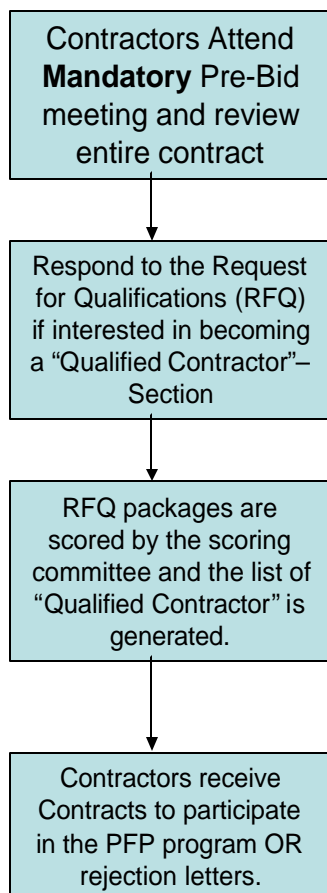 Contractors Attend
Mandatory Pre-Bid
meeting and review
entire contract
Respond to the Request
for Qualifications (RFQ)
if interested in becoming
a “Qualified Contractor”–
Section
RFQ packages are
scored by the scoring
committee and the list of
“Qualified Contractor” is
generated.
Contractors receive
Contracts to participate
in the PFP program OR
rejection letters.